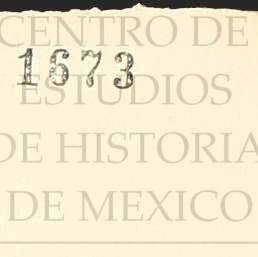 CENTRO DE
1673
ESTUDIOS
DE HISTORIA
DE MEXICO